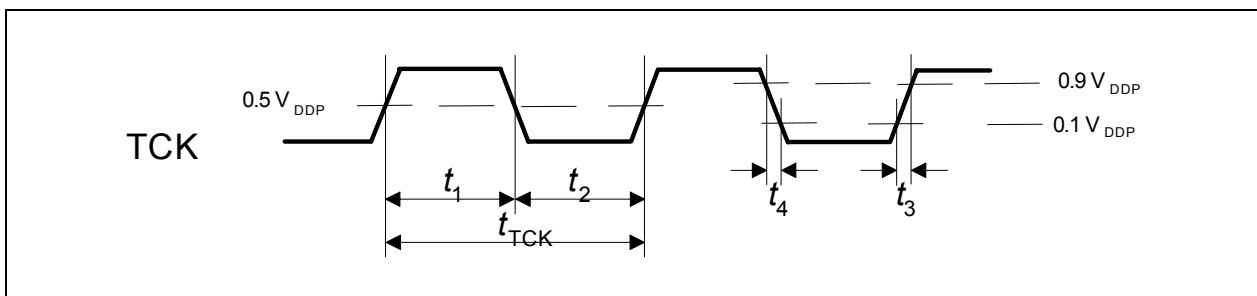 0.5 V DDP
0.9 V DDP
0.1 V DDP
TCK
t1
t2
t4
t3
tTCK